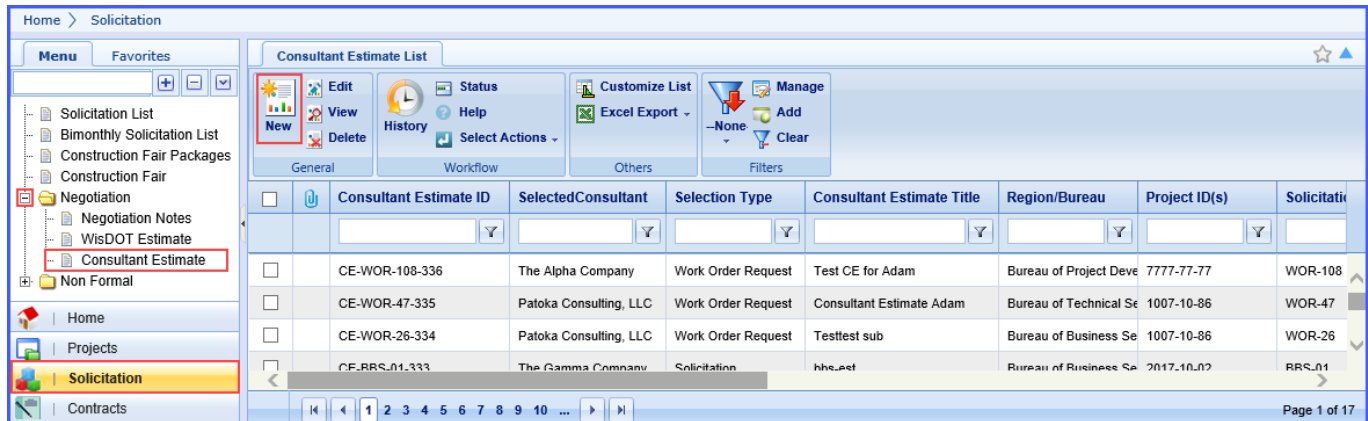 Home > Solicitation
Menu Favorites
Solicitation List
Bimonthly Solicitation List
Construction Fair Packages
Construction Fair
Negotiation
Negotiation Notes
WisDOT Estimate
Consultant Estimate
Non Formal
Home
Projects
Solicitation
Contracts
Consultant Estimate List
New
Edit
View
Delete
General
History
Status
Help
Select Actions
Workflow
Customize List
Excel Export
Others
--None-
Manage
Add
Clear
Filters
Consultant Estimate ID SelectedConsultant Selection Type Consultant Estimate Title Region/Bureau Project ID(s) Solicitatio
CE-WOR-108-336 The Alpha Company Work Order Request Test CE for Adam Bureau of Project Deve 7777-77-77 WOR-108
CE-WOR-47-335 Patoka Consulting, LLC Work Order Request Consultant Estimate Adam Bureau of Technical Se 1007-10-86 WOR-47
CE-WOR-26-334 Patoka Consulting, LLC Work Order Request Testtest sub Bureau of Business Se 1007-10-86 WOR-26
CE-BBS-01-333 The Gamma Company Solicitation bbs-est Bureau of Business Se 2017-10-02 BBS-01
1 2 3 4 5 6 7 8 9 10 ... Page 1 of 17